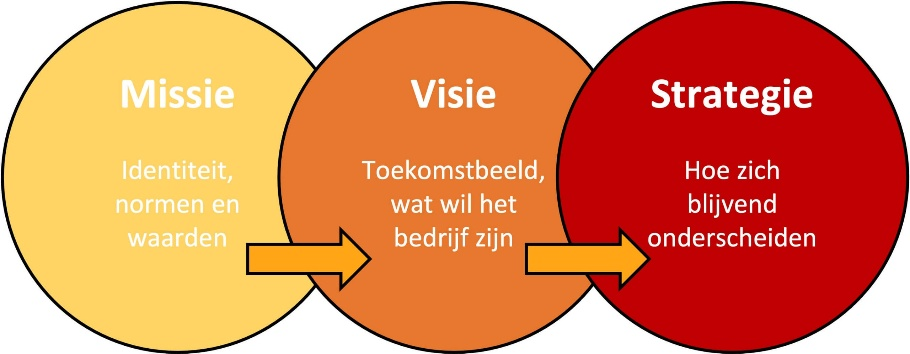 Missie
Identiteit,
normen en
waarden
Visie
Toekomstbeeld,
wat wil het
bedrijf zijn
Strategie
Hoe zich
blijvend
onderscheiden